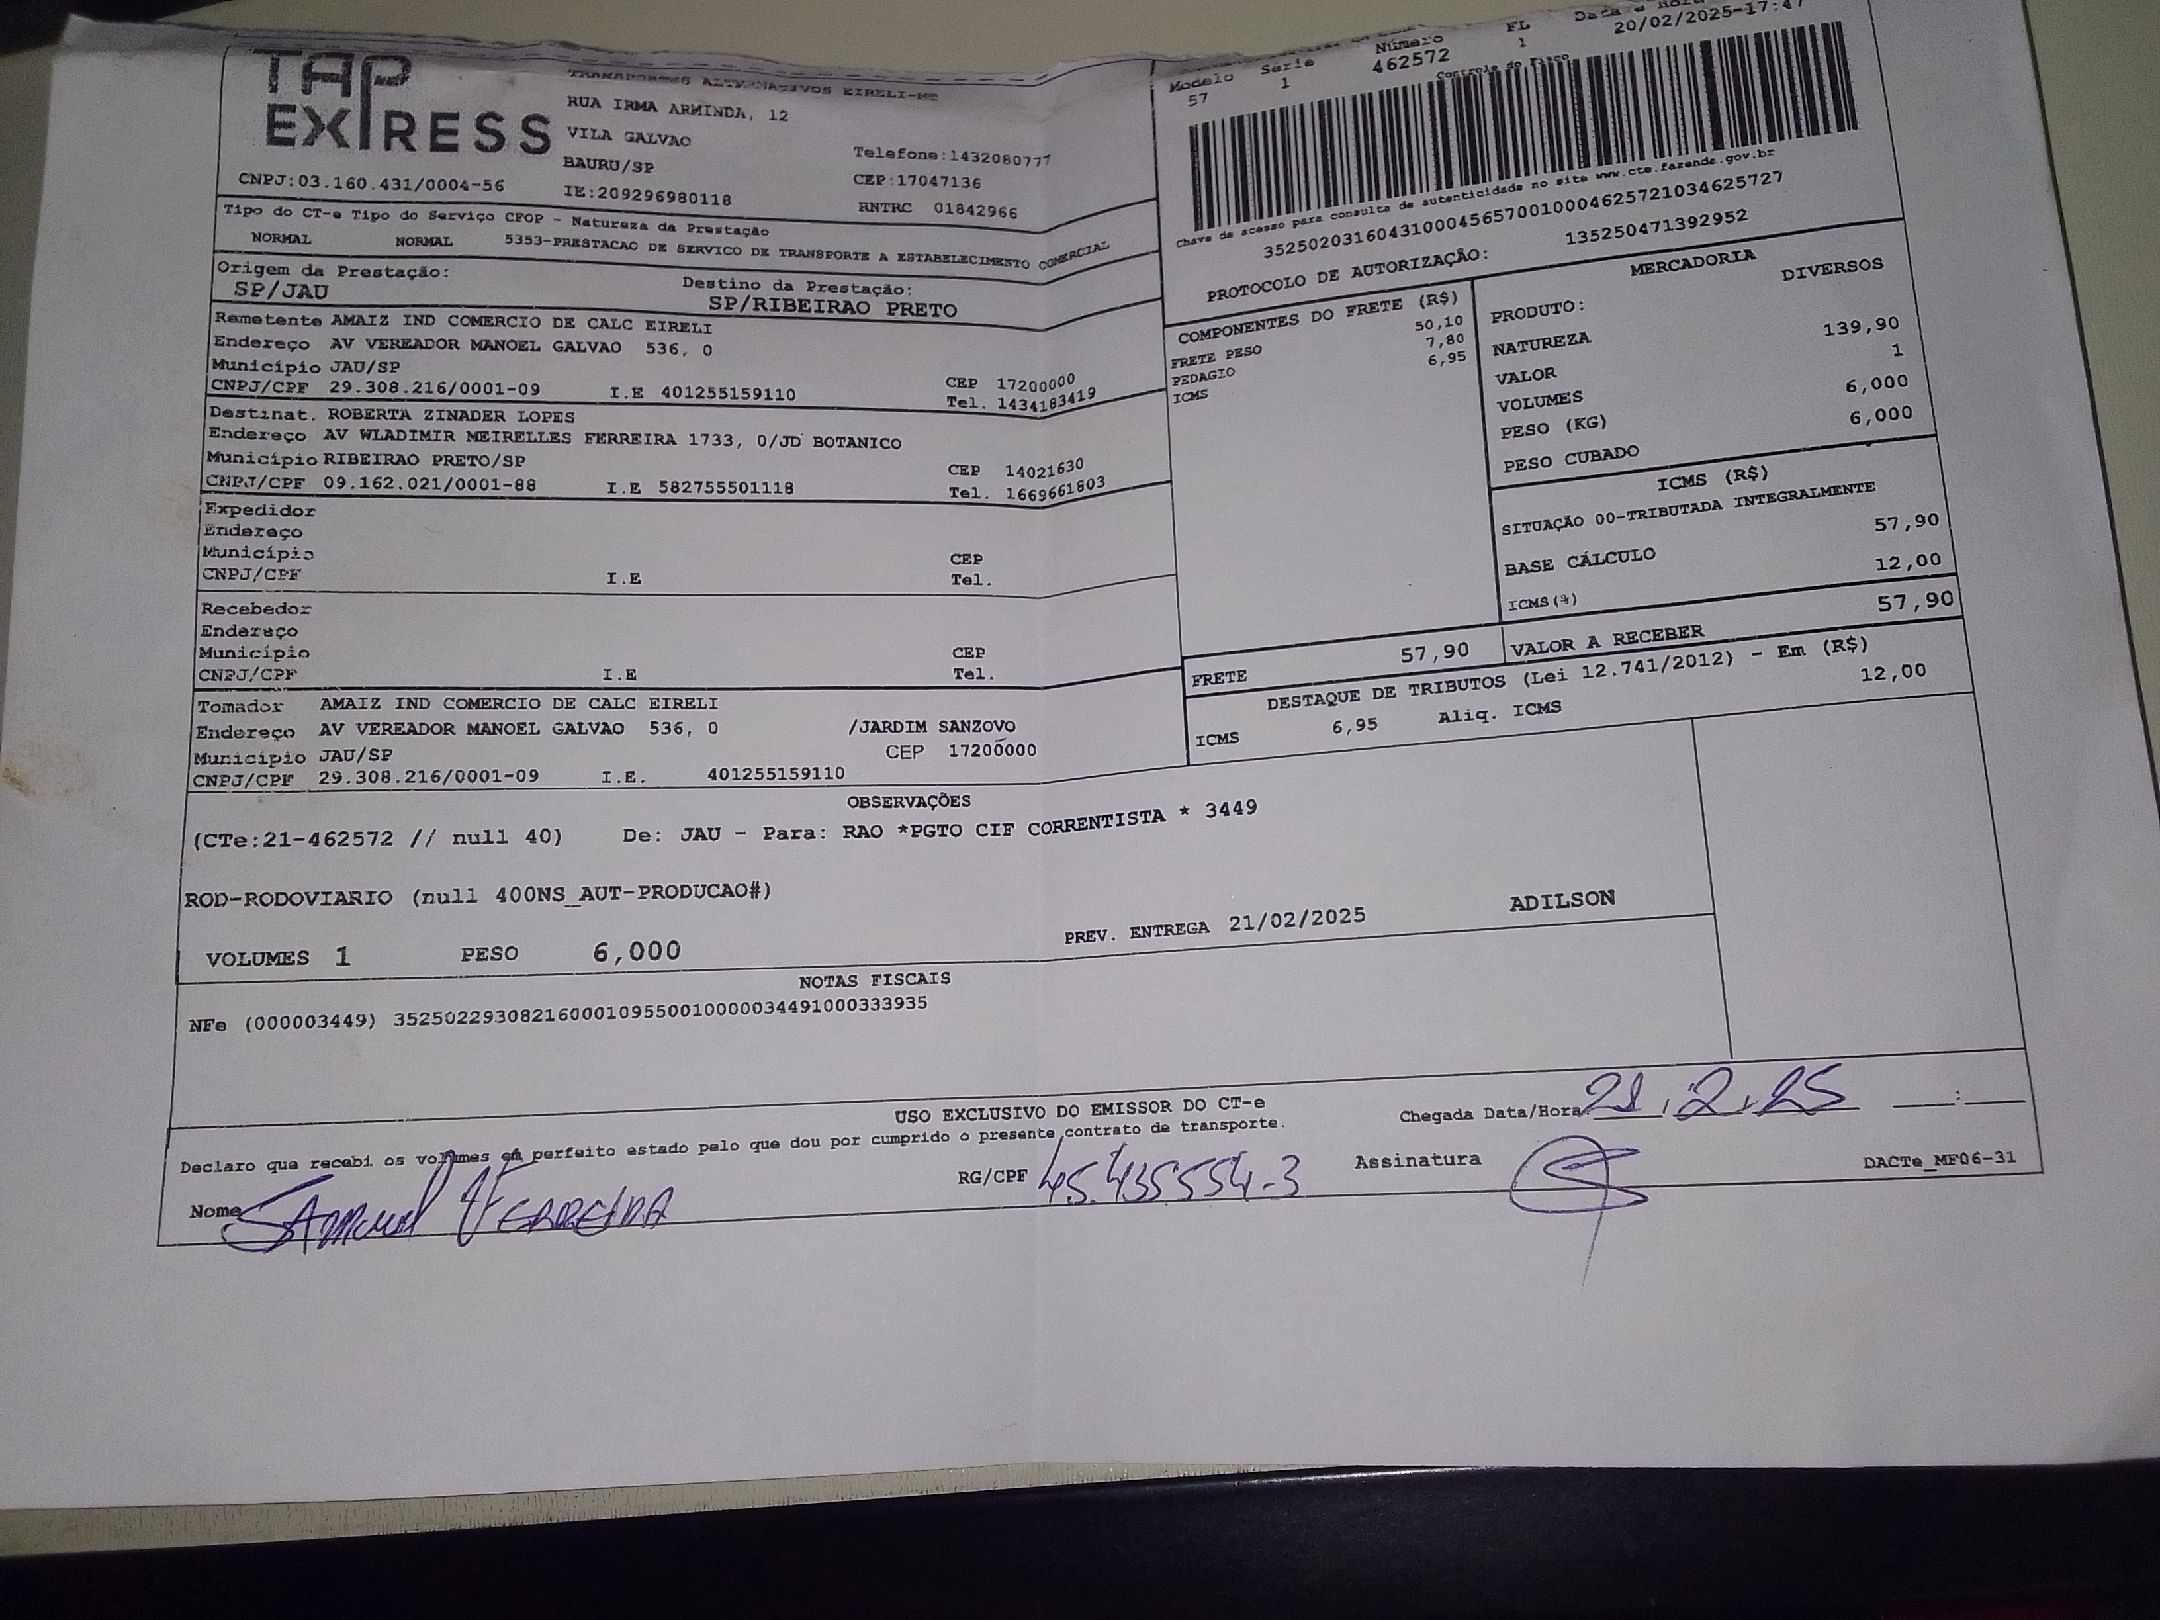 TAP
EXPRESS
TRANSPORTES ALTERNATIVOS EIRELI-ME
RUA IRMA ARMINDA, 12
VILA GALVAO
BAURU/SP
Telefone:1432080777
CEP:17047136
CNPJ:03.160.431/0004-56
IE:209296980118
RNTRC 01842966
Tipo do CT-e Tipo do Serviço CFOP - Natureza da Prestação
NORMAL NORMAL 5353-PRESTACAO DE SERVICO DE TRANSPORTE A ESTABELECIMENTO COMERCIAL
Origem da Prestação:
SP/JAU
Destino da Prestação:
SP/RIBEIRAO PRETO
Remetente AMAIZ IND COMERCIO DE CALC EIRELI
Endereço AV VEREADOR MANOEL GALVAO 536, 0
Município JAU/SP CEP 17200000
CNPJ/CPF 29.308.216/0001-09 I.E 401255159110 Tel. 1434183419
Destinat. ROBERTA ZINADER LOPES
Endereço AV WLADIMIR MEIRELLES FERREIRA 1733, 0/JD BOTANICO
Município RIBEIRAO PRETO/SP CEP 14021630
CNPJ/CPF 09.162.021/0001-88 I.E 582755501118 Tel. 1669661803
Expedidor
Endereço
Município CEP
CNPJ/CPF I.E Tel.
Recebedor
Endereço
Município CEP
CNPJ/CPF I.E Tel.
Tomador AMAIZ IND COMERCIO DE CALC EIRELI
Endereço AV VEREADOR MANOEL GALVAO 536, 0 /JARDIM SANZOVO
Município JAU/SP CEP 17200000
CNPJ/CPF 29.308.216/0001-09 I.E. 401255159110
Modelo Série Número FL Data e Hora
57 1 462572 1 20/02/2025-17:47
Controle do Fisco
Chave de acesso para consulta de autenticidade no site www.cte.fazenda.gov.br
35250203160431000456570010004625721034625727
PROTOCOLO DE AUTORIZAÇÃO: 135250471392952
COMPONENTES DO FRETE (R$)
FRETE PESO 50,10
PEDAGIO 7,80
ICMS 6,95
MERCADORIA
PRODUTO: DIVERSOS
NATUREZA
VALOR 139,90
VOLUMES 1
PESO (KG) 6,000
PESO CUBADO 6,000
ICMS (R$)
SITUAÇÃO 00-TRIBUTADA INTEGRALMENTE
BASE CÁLCULO 57,90
ICMS(%) 12,00
FRETE 57,90 VALOR A RECEBER 57,90
DESTAQUE DE TRIBUTOS (Lei 12.741/2012) - Em (R$)
ICMS 6,95 Aliq. ICMS 12,00
OBSERVAÇÕES
(CTe:21-462572 // null 40) De: JAU - Para: RAO *PGTO CIF CORRENTISTA * 3449
ROD-RODOVIARIO (null 400NS_AUT-PRODUCAO#)
VOLUMES 1 PESO 6,000 PREV. ENTREGA 21/02/2025 ADILSON
NOTAS FISCAIS
NFe (000003449) 35250229308216000109550010000034491000333935
USO EXCLUSIVO DO EMISSOR DO CT-e
Declaro que recebi os volumes em perfeito estado pelo que dou por cumprido o presente contrato de transporte.
Chegada Data/Hora 21.2.25 :
Nome SAMUEL FERREIRA RG/CPF 45.435554-3 Assinatura
DACTe_MF06-31